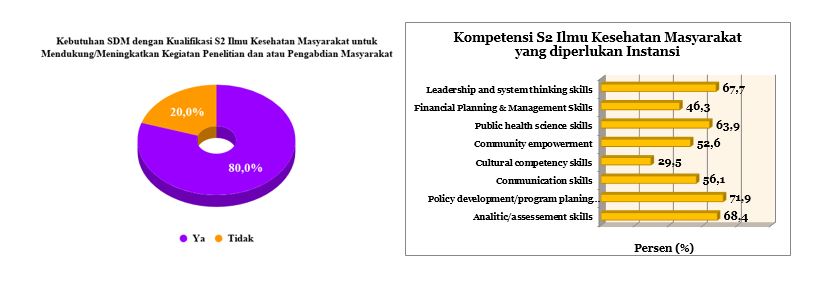 Kebutuhan SDM dengan Kualifikasi S2 Ilmu Kesehatan Masyarakat untuk
Mendukung/Meningkatkan Kegiatan Penelitian dan atau Pengabdian Masyarakat
20,0%
80,0%
Ya
Tidak
Kompetensi S2 Ilmu Kesehatan Masyarakat
yang diperlukan Instansi
Leadership and system thinking skills 67,7
Financial Planning & Management Skills 46,3
Public health science skills 63,9
Community empowerment 52,6
Cultural competency skills 29,5
Communication skills 56,1
Policy development/program planing... 71,9
Analitic/assessement skills 68,4
Persen (%)